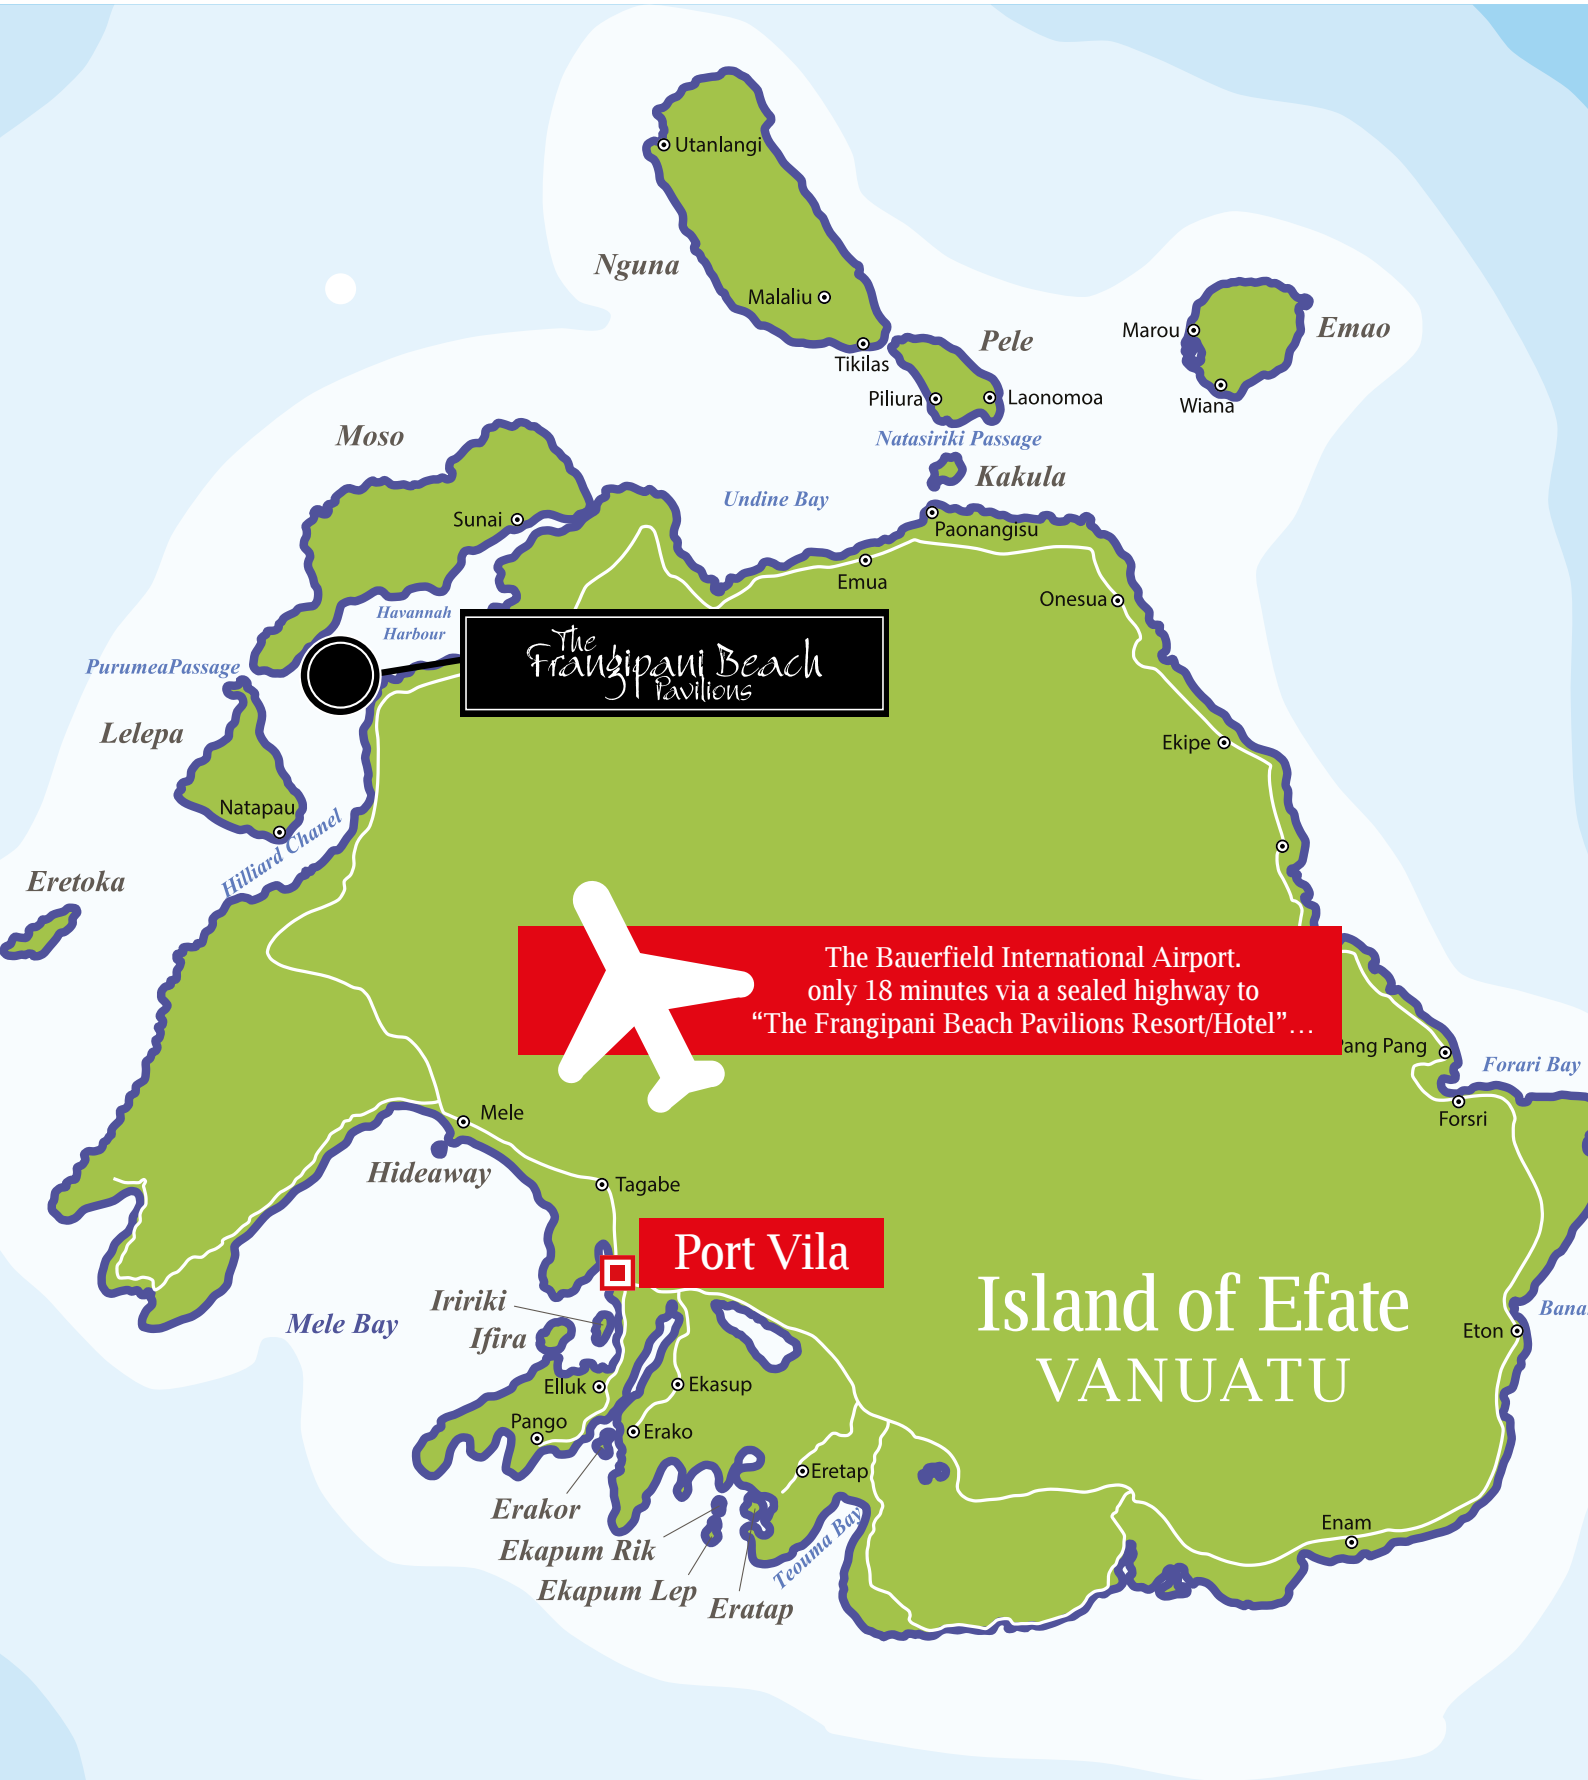 Utanlangi
Nguna
Malaliu
Tikilas
Pele
Piliura
Laonomoa
Natasiriki Passage
Kakula
Marou
Emao
Wiana
Moso
Sunai
Undine Bay
Paonangisu
Emua
Onesua
Havannah
Harbour
The
Frangipani Beach
Pavilions
PurumeaPassage
Lelepa
Natapau
Hilliard Chanel
Ekipe
Eretoka
The Bauerfield International Airport.
only 18 minutes via a sealed highway to
“The Frangipani Beach Pavilions Resort/Hotel”...
Pang Pang
Forari Bay
Forsri
Mele
Hideaway
Tagabe
Port Vila
Island of Efate
VANUATU
Iririki
Ifira
Mele Bay
Eton
Elluk
Ekasup
Pango
Erako
Eretap
Erakor
Ekapum Rik
Ekapum Lep
Eratap
Teouma Bay
Enam